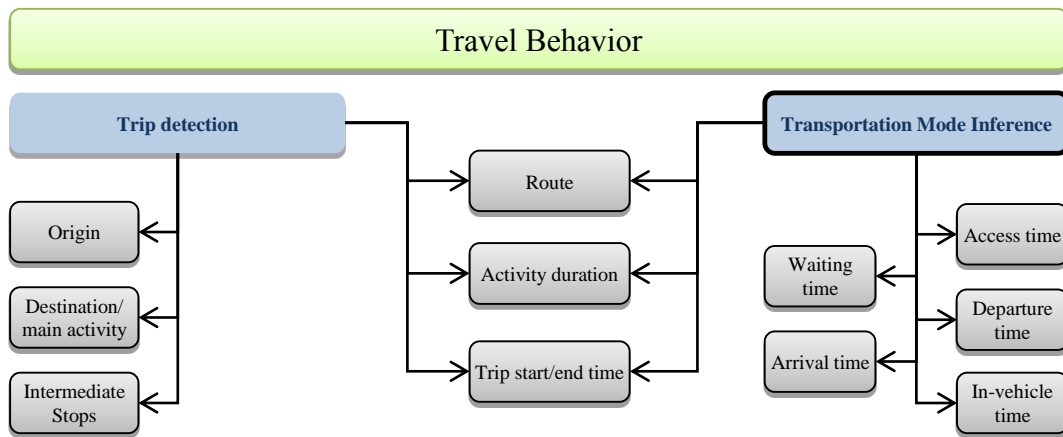 Travel Behavior
Trip detection
Transportation Mode Inference
Origin
Destination/
main activity
Intermediate
Stops
Route
Activity duration
Trip start/end time
Waiting
time
Arrival time
Access time
Departure
time
In-vehicle
time